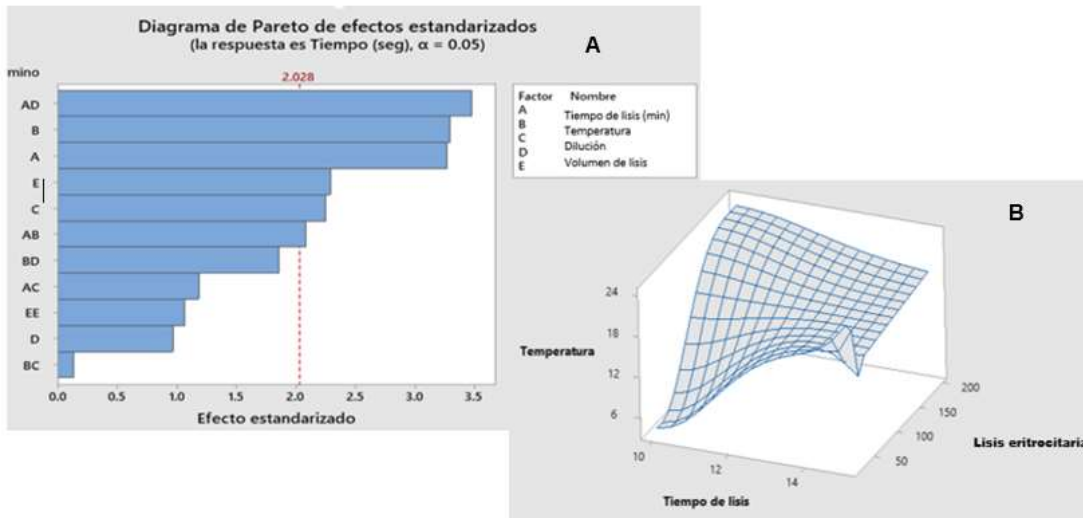 Diagrama de Pareto de efectos estandarizados
(la respuesta es Tiempo (seg), α = 0.05)
A
mino
2.028
AD
B
A
E
C
AB
BD
AC
EE
D
BC
0.0 0.5 1.0 1.5 2.0 2.5 3.0 3.5
Efecto estandarizado
Factor Nombre
A Tiempo de lisis (min)
B Temperatura
C Dilución
D Volumen de lisis
E
B
24
18
12
6
Temperatura
10 12 14
Tiempo de lisis
200
150
100
50
Lisis eritrocitaria